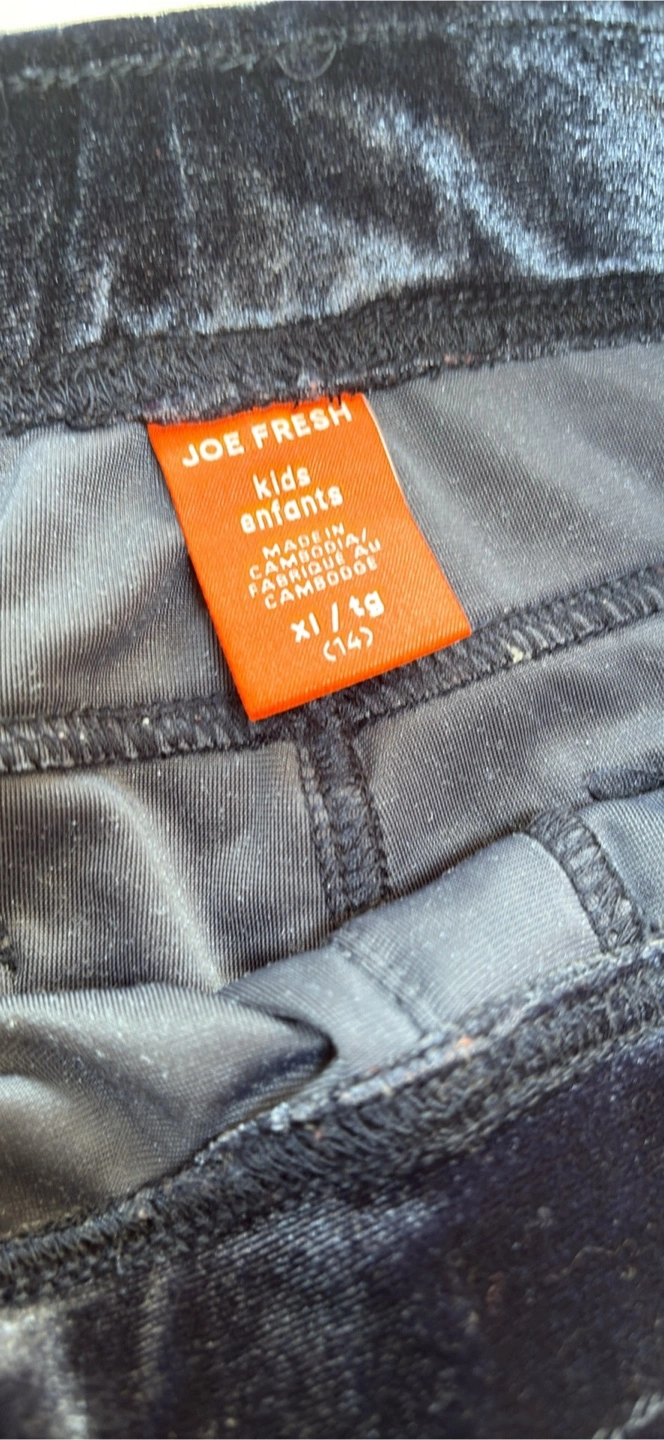 JOE FRESH
kids
enfants
MADE IN
CAMBODIA/
FABRIQUÉ AU
CAMBODGE
xl / tg
(14)